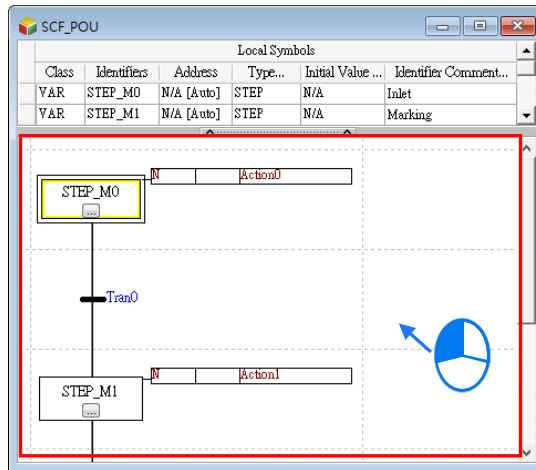 SCF_POU
Local Symbols
Class Identifiers Address Type... Initial Value ... Identifier Comment...
VAR STEP_M0 N/A [Auto] STEP N/A Inlet
VAR STEP_M1 N/A [Auto] STEP N/A Marking
N Action0
STEP_M0
...
Tran0
N Action1
STEP_M1
...